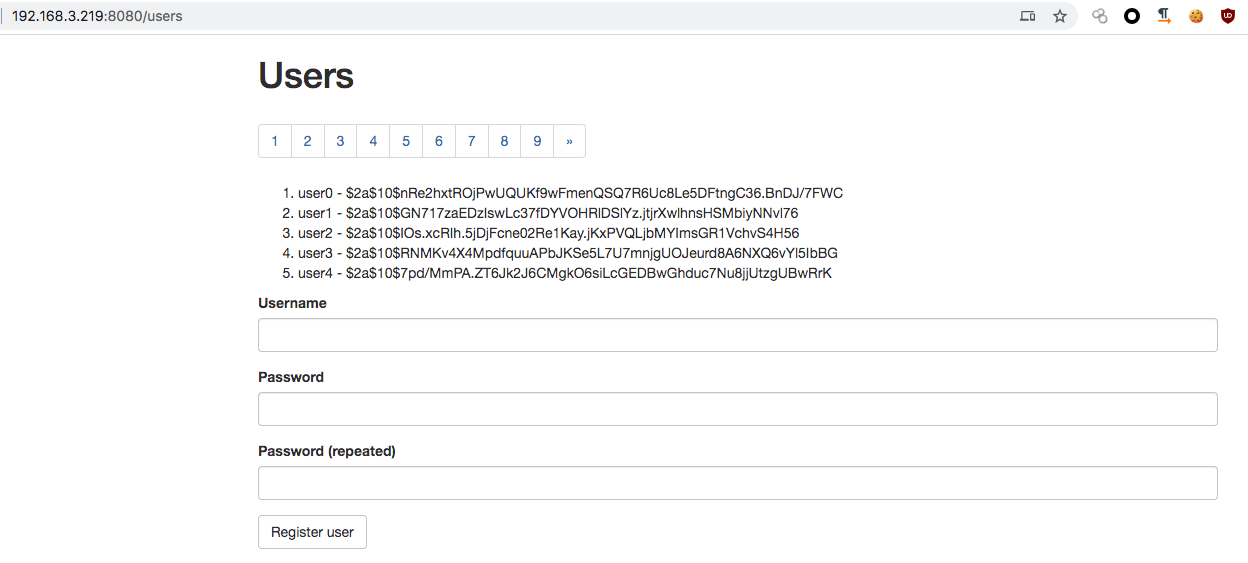 192.168.3.219:8080/users
Users
1 2 3 4 5 6 7 8 9 »
1. user0 - $2a$10$nRe2hxtROjPwUQUKf9wFmenQSQ7R6Uc8Le5DFtngC36.BnDJ/7FWC
2. user1 - $2a$10$GN717zaEDzIswLc37fDYVOHRlDSlYz.jtjrXwlhnsHSMbiyNNvl76
3. user2 - $2a$10$IOs.xcRlh.5jDjFcne02Re1Kay.jKxPVQLjbMYImsGR1VchvS4H56
4. user3 - $2a$10$RNMKv4X4MpdfquuAPbJKSe5L7U7mnjgUOJeurd8A6NXQ6vYl5IbBG
5. user4 - $2a$10$7pd/MmPA.ZT6Jk2J6CMgkO6siLcGEDBwGhduc7Nu8jjUtzgUBwRrK
Username
Password
Password (repeated)
Register user